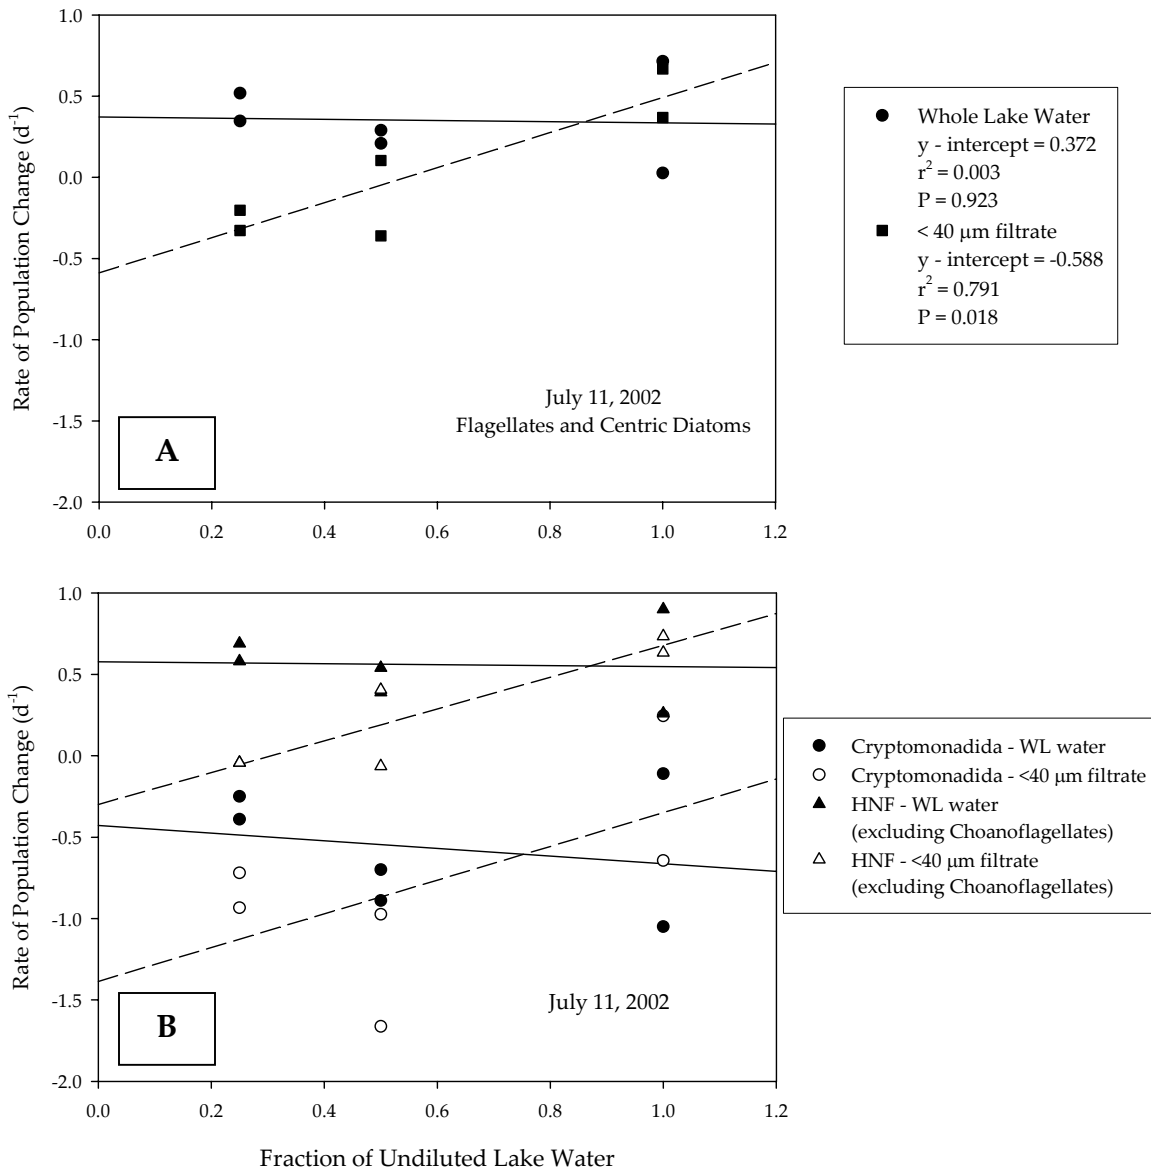 1.0
0.5
0.0
-0.5
-1.0
-1.5
-2.0
Rate of Population Change (d-1)
July 11, 2002
Flagellates and Centric Diatoms
A
0.0 0.2 0.4 0.6 0.8 1.0 1.2
Whole Lake Water
y - intercept = 0.372
r2 = 0.003
P = 0.923
< 40 µm filtrate
y - intercept = -0.588
r2 = 0.791
P = 0.018
1.0
0.5
0.0
-0.5
-1.0
-1.5
-2.0
Rate of Population Change (d-1)
July 11, 2002
B
0.0 0.2 0.4 0.6 0.8 1.0 1.2
Cryptomonadida - WL water
Cryptomonadida - <40 µm filtrate
HNF - WL water
(excluding Choanoflagellates)
HNF - <40 µm filtrate
(excluding Choanoflagellates)
Fraction of Undiluted Lake Water